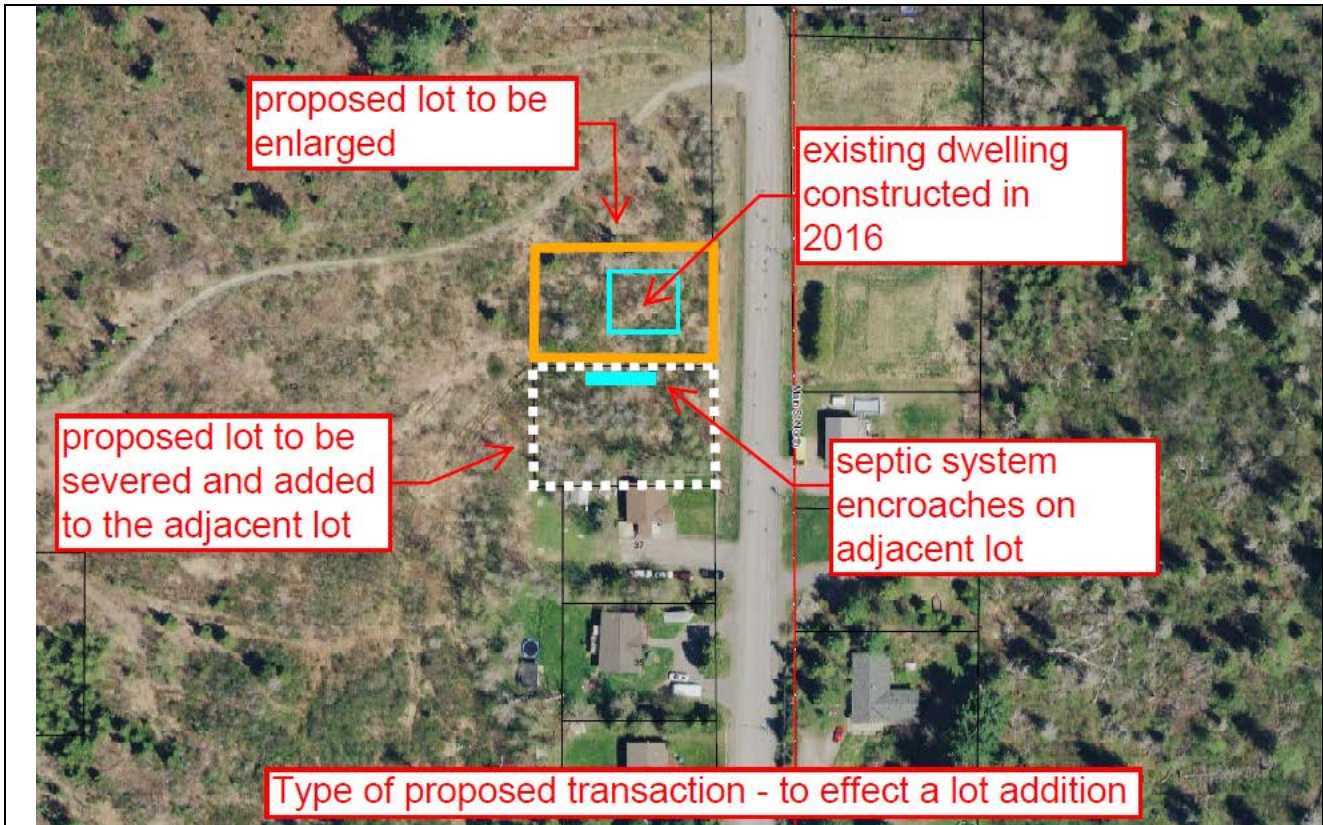 proposed lot to be
enlarged
existing dwelling
constructed in
2016
proposed lot to be
severed and added
to the adjacent lot
septic system
encroaches on
adjacent lot
37
35
Type of proposed transaction - to effect a lot addition